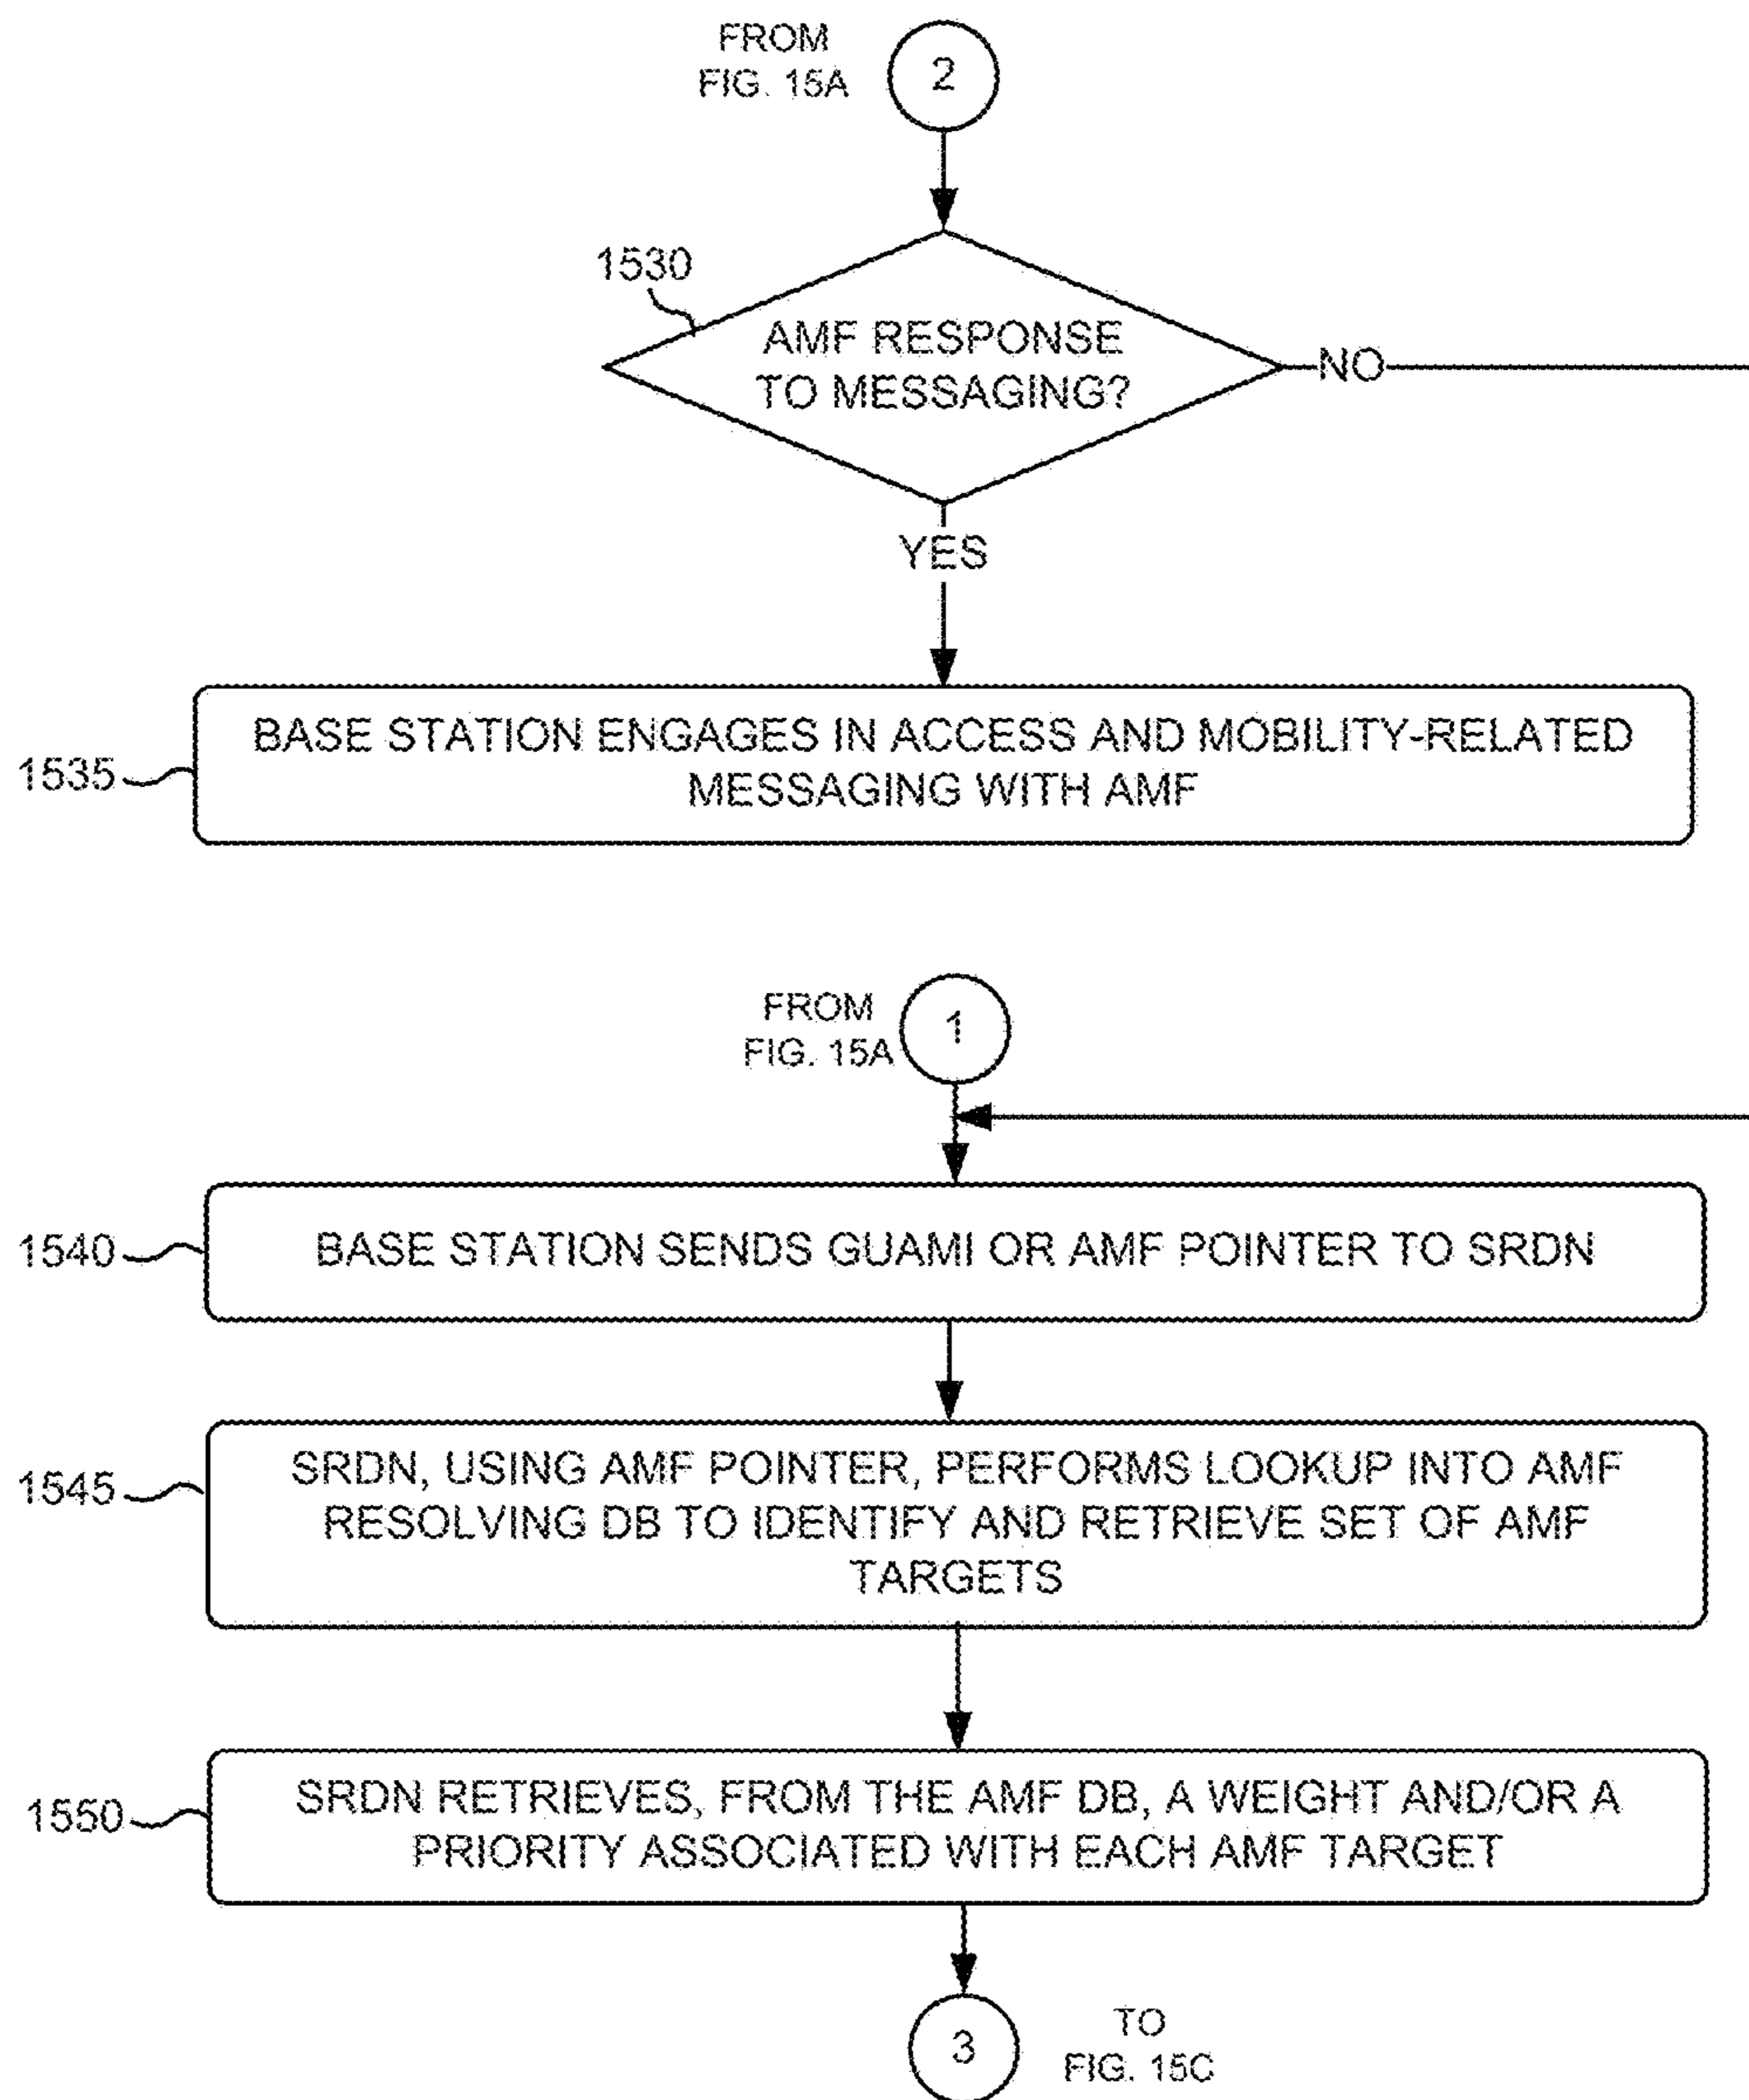 FROM
FIG. 15A
2
1530
AMF RESPONSE
TO MESSAGING?
NO
YES
1535
BASE STATION ENGAGES IN ACCESS AND MOBILITY-RELATED
MESSAGING WITH AMF
FROM
FIG. 15A
1
1540
BASE STATION SENDS GUAMI OR AMF POINTER TO SRDN
1545
SRDN, USING AMF POINTER, PERFORMS LOOKUP INTO AMF
RESOLVING DB TO IDENTIFY AND RETRIEVE SET OF AMF
TARGETS
1550
SRDN RETRIEVES, FROM THE AMF DB, A WEIGHT AND/OR A
PRIORITY ASSOCIATED WITH EACH AMF TARGET
3
TO
FIG. 15C